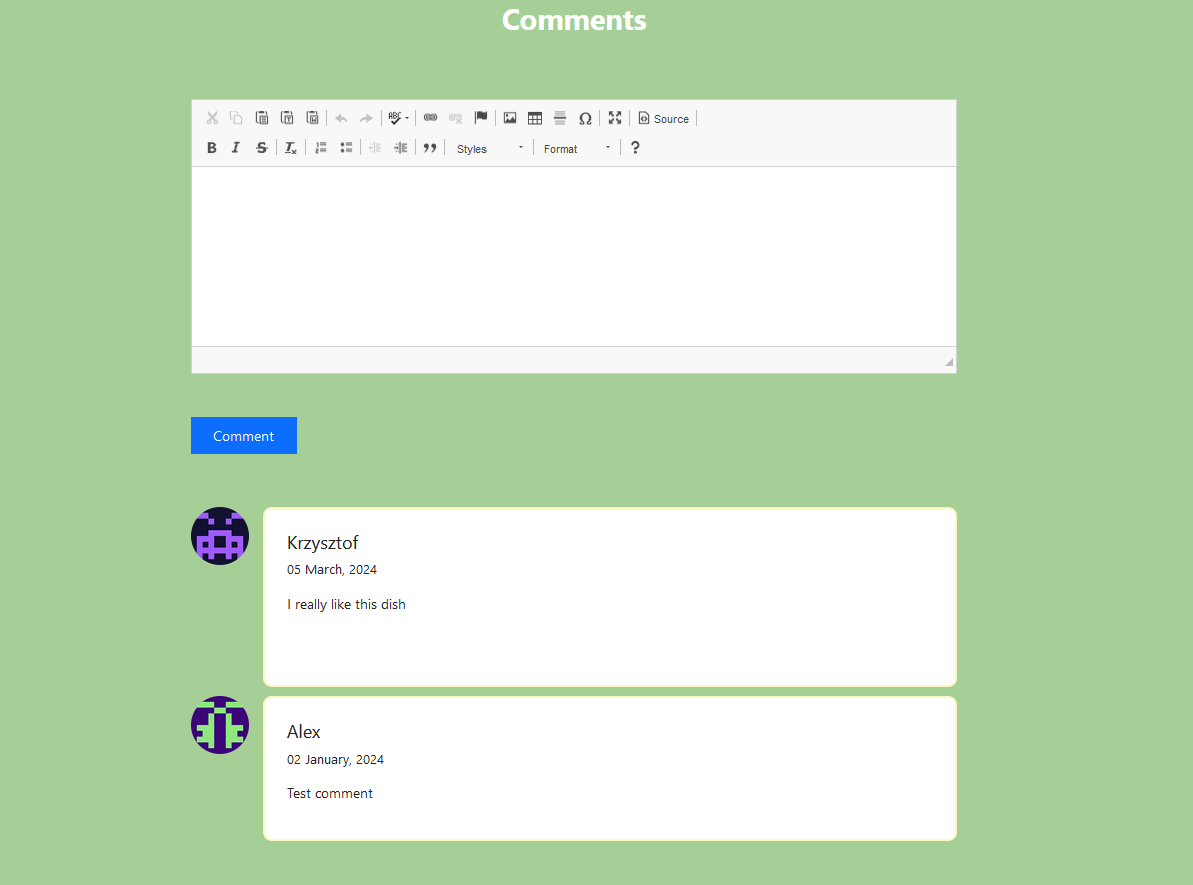 Comments
ABC
Source
B I S Tx
Styles
Format
?
Comment
Krzysztof
05 March, 2024
I really like this dish
Alex
02 January, 2024
Test comment